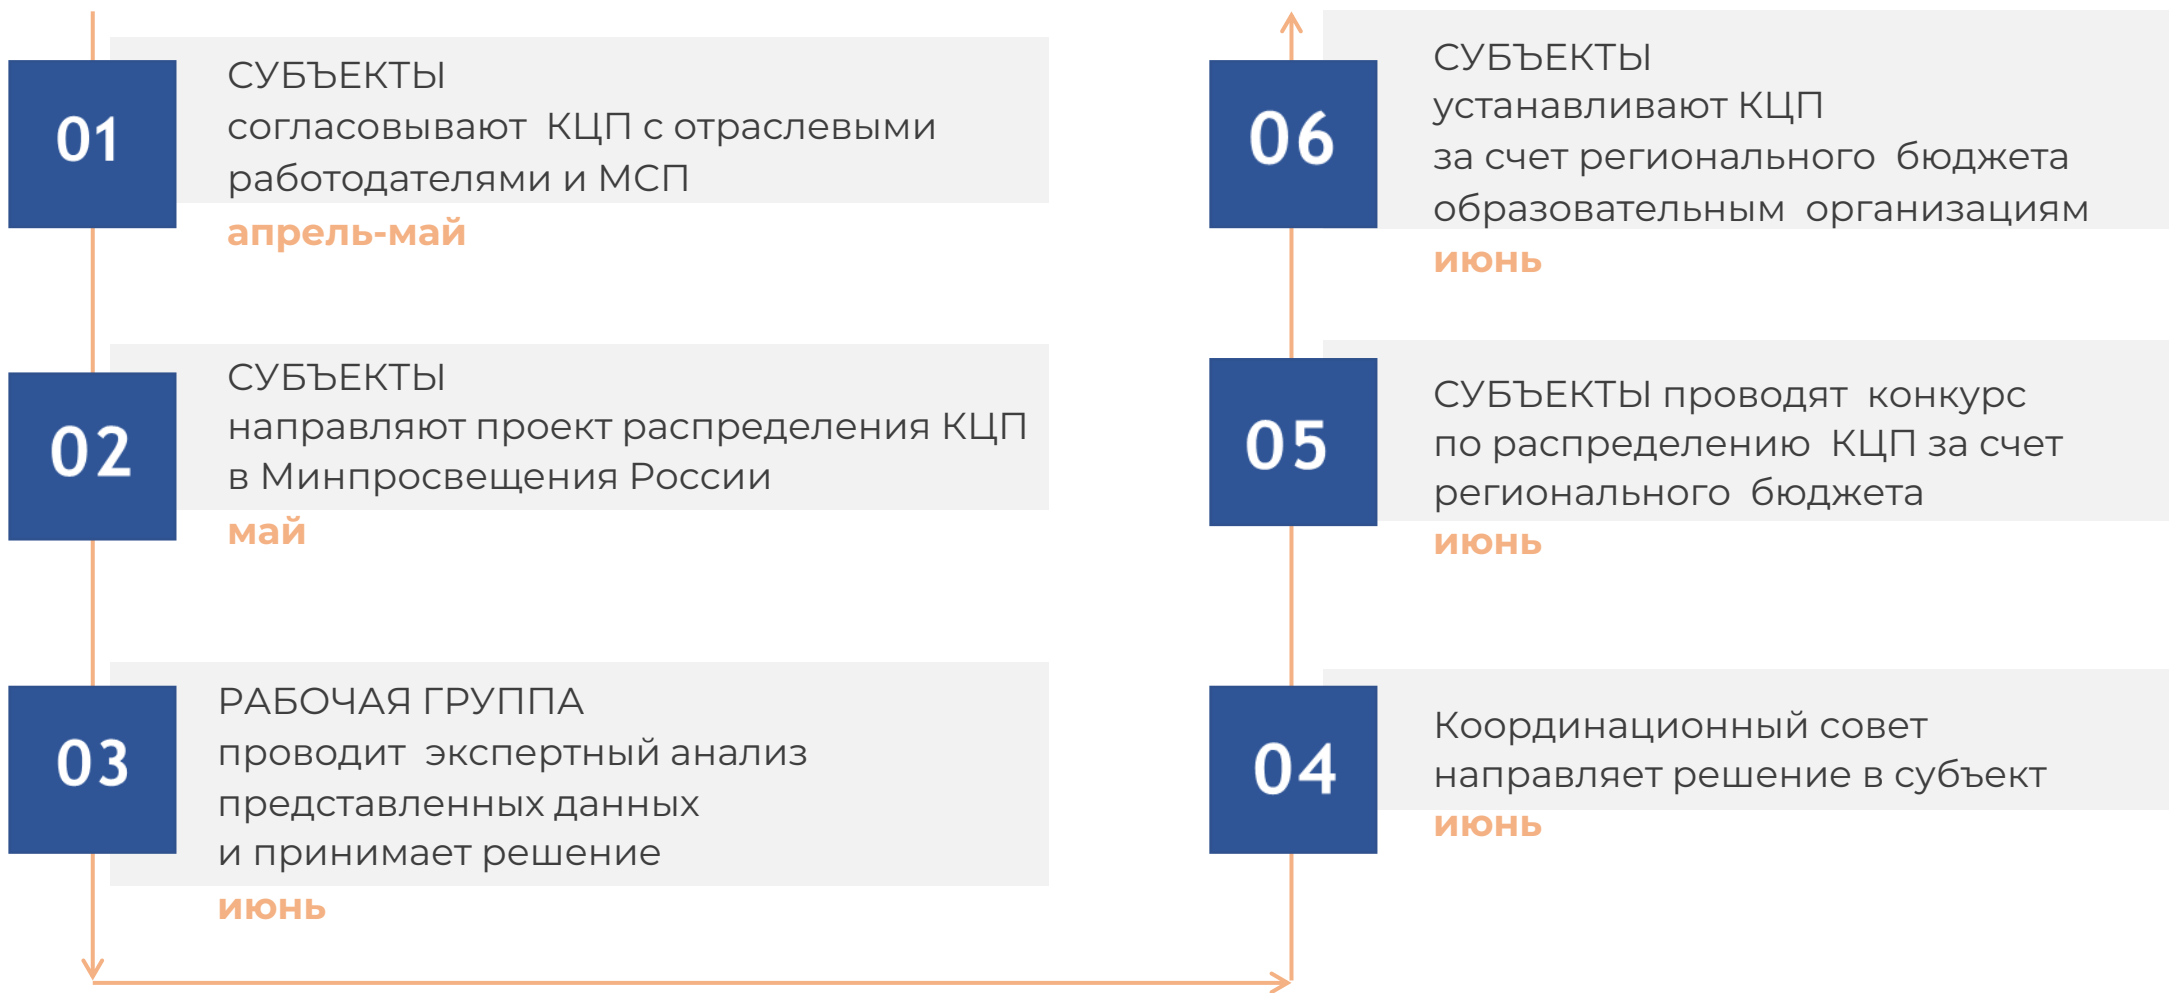 01
СУБЪЕКТЫ
согласовывают КЦП с отраслевыми
работодателями и МСП
апрель-май
02
СУБЪЕКТЫ
направляют проект распределения КЦП
в Минпросвещения России
май
03
РАБОЧАЯ ГРУППА
проводит экспертный анализ
представленных данных
и принимает решение
июнь
04
Координационный совет
направляет решение в субъект
июнь
05
СУБЪЕКТЫ проводят конкурс
по распределению КЦП за счет
регионального бюджета
июнь
06
СУБЪЕКТЫ
устанавливают КЦП
за счет регионального бюджета
образовательным организациям
июнь